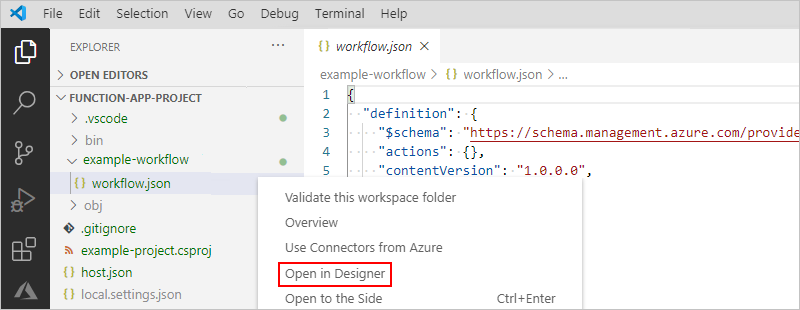 File Edit Selection View Go Debug Terminal Help
EXPLORER ...
OPEN EDITORS
FUNCTION-APP-PROJECT
.vscode
bin
example-workflow
{} workflow.json
obj
.gitignore
example-project.csproj
{} host.json
{} local.settings.json
{} workflow.json ×
example-workflow > {} workflow.json > ...
1 {
2 "definition": {
3 "$schema": "https://schema.management.azure.com/provide
4 "actions": {},
5 "contentVersion": "1.0.0.0",
Validate this workspace folder
Overview
Use Connectors from Azure
Open in Designer
Open to the Side Ctrl+Enter